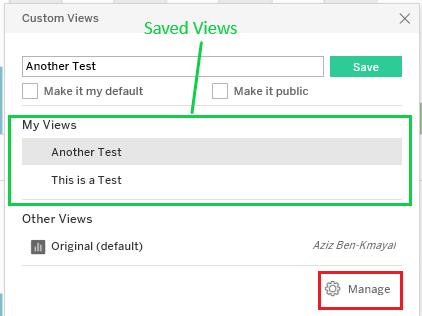 Custom Views
Saved Views
Another Test
Save
Make it my default
Make it public
My Views
Another Test
This is a Test
Other Views
Original (default)
Aziz Ben-Kmayal
Manage